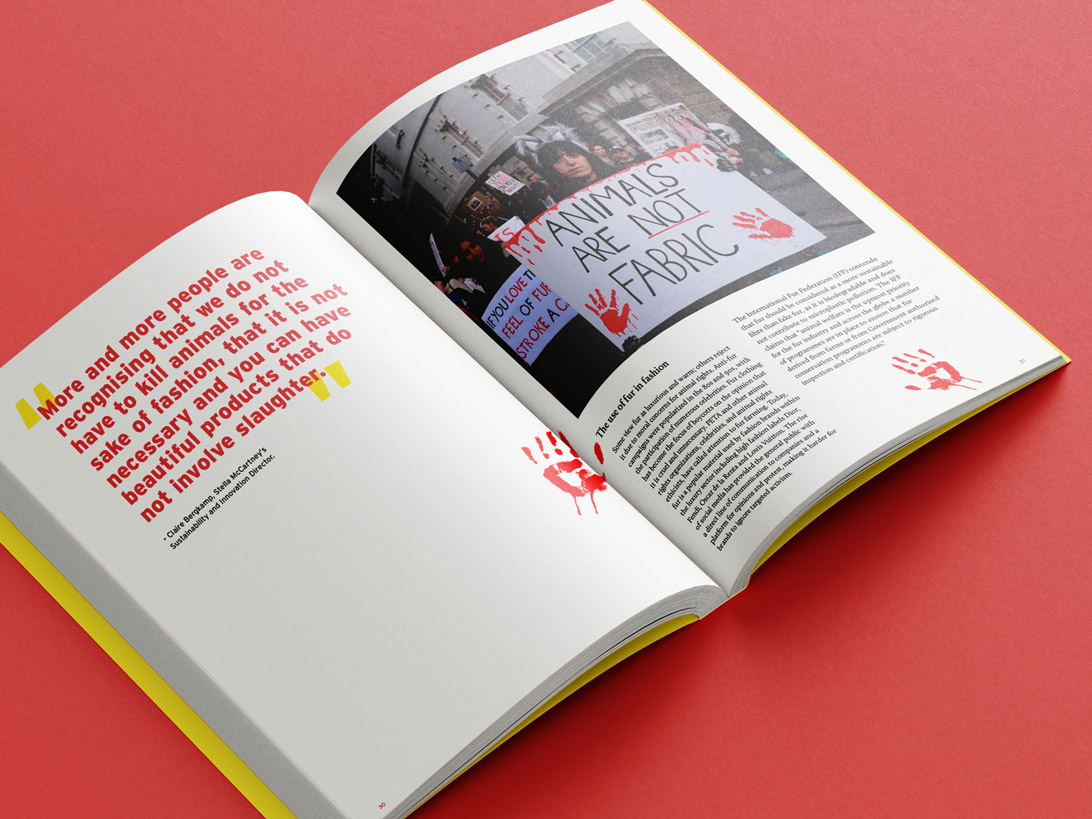 More and more people are
recognising that we do not
have to kill animals for the
sake of fashion, that it is not
necessary and you can have
beautiful products that do
not involve slaughter.
- Claire Bergkamp, Stella McCartney's
Sustainability and Innovation Director.
20
ANIMALS
ARE NOT
FABRIC
IF YOU LOVE T
FEEL OF FUR
STROKE A C
The use of fur in fashion
Some view fur as luxurious and warm; others reject
it due to moral concerns for animal rights. Anti-fur
campaigns were popularized in the 80s and 90s, with
the participation of numerous celebrities. Fur clothing
has become the focus of boycotts on the opinion that
it is cruel and unnecessary. PETA and other animal
rights organizations, celebrities, and animal rights
ethicists, have called attention to fur farming. Today,
fur is a popular material used by fashion brands within
the luxury sector including high fashion labels Dior,
Fendi, Oscar de la Renta and Louis Vuitton. The rise
of social media has provided the general public with
a direct line of communication to companies and a
platform for opinions and protest, making it harder for
brands to ignore targeted activism.
The International Fur Federation (IFF) contends
that fur should be considered as a more sustainable
fibre than fake fur, as it is biodegradable and does
not contribute to microplastic pollution. The IFF
claims that "animal welfare is the upmost priority
for the fur industry and across the globe a number
of programmes are in place to ensure that fur
derived from farms or from Government authorised
conservation programmes are subject to rigorous
inspection and certification."
21